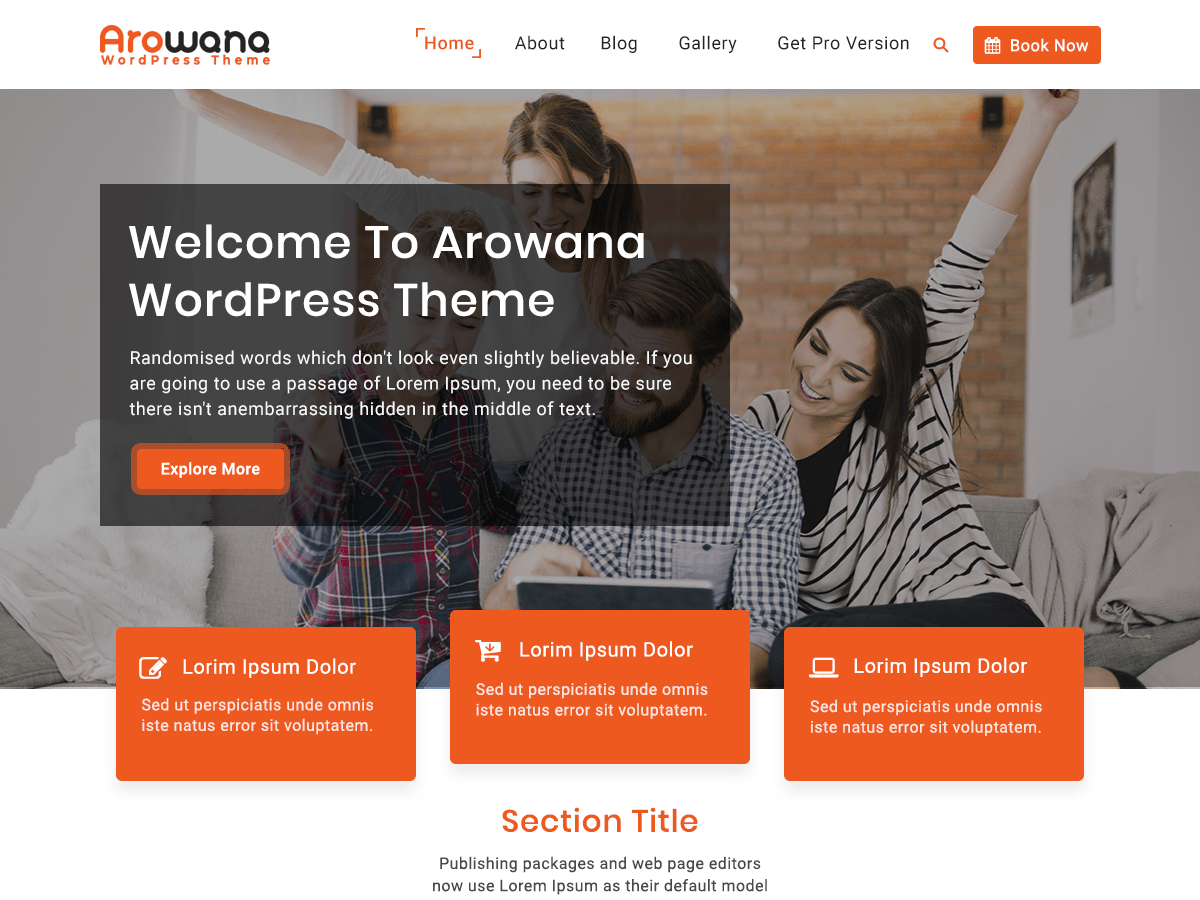 Arowana
WordPress Theme
Home About Blog Gallery Get Pro Version Book Now
Welcome To Arowana
WordPress Theme
Randomised words which don't look even slightly believable. If you
are going to use a passage of Lorem Ipsum, you need to be sure
there isn't anembarrassing hidden in the middle of text.
Explore More
Lorim Ipsum Dolor
Sed ut perspiciatis unde omnis
iste natus error sit voluptatem.
Lorim Ipsum Dolor
Sed ut perspiciatis unde omnis
iste natus error sit voluptatem.
Lorim Ipsum Dolor
Sed ut perspiciatis unde omnis
iste natus error sit voluptatem.
Section Title
Publishing packages and web page editors
now use Lorem Ipsum as their default model